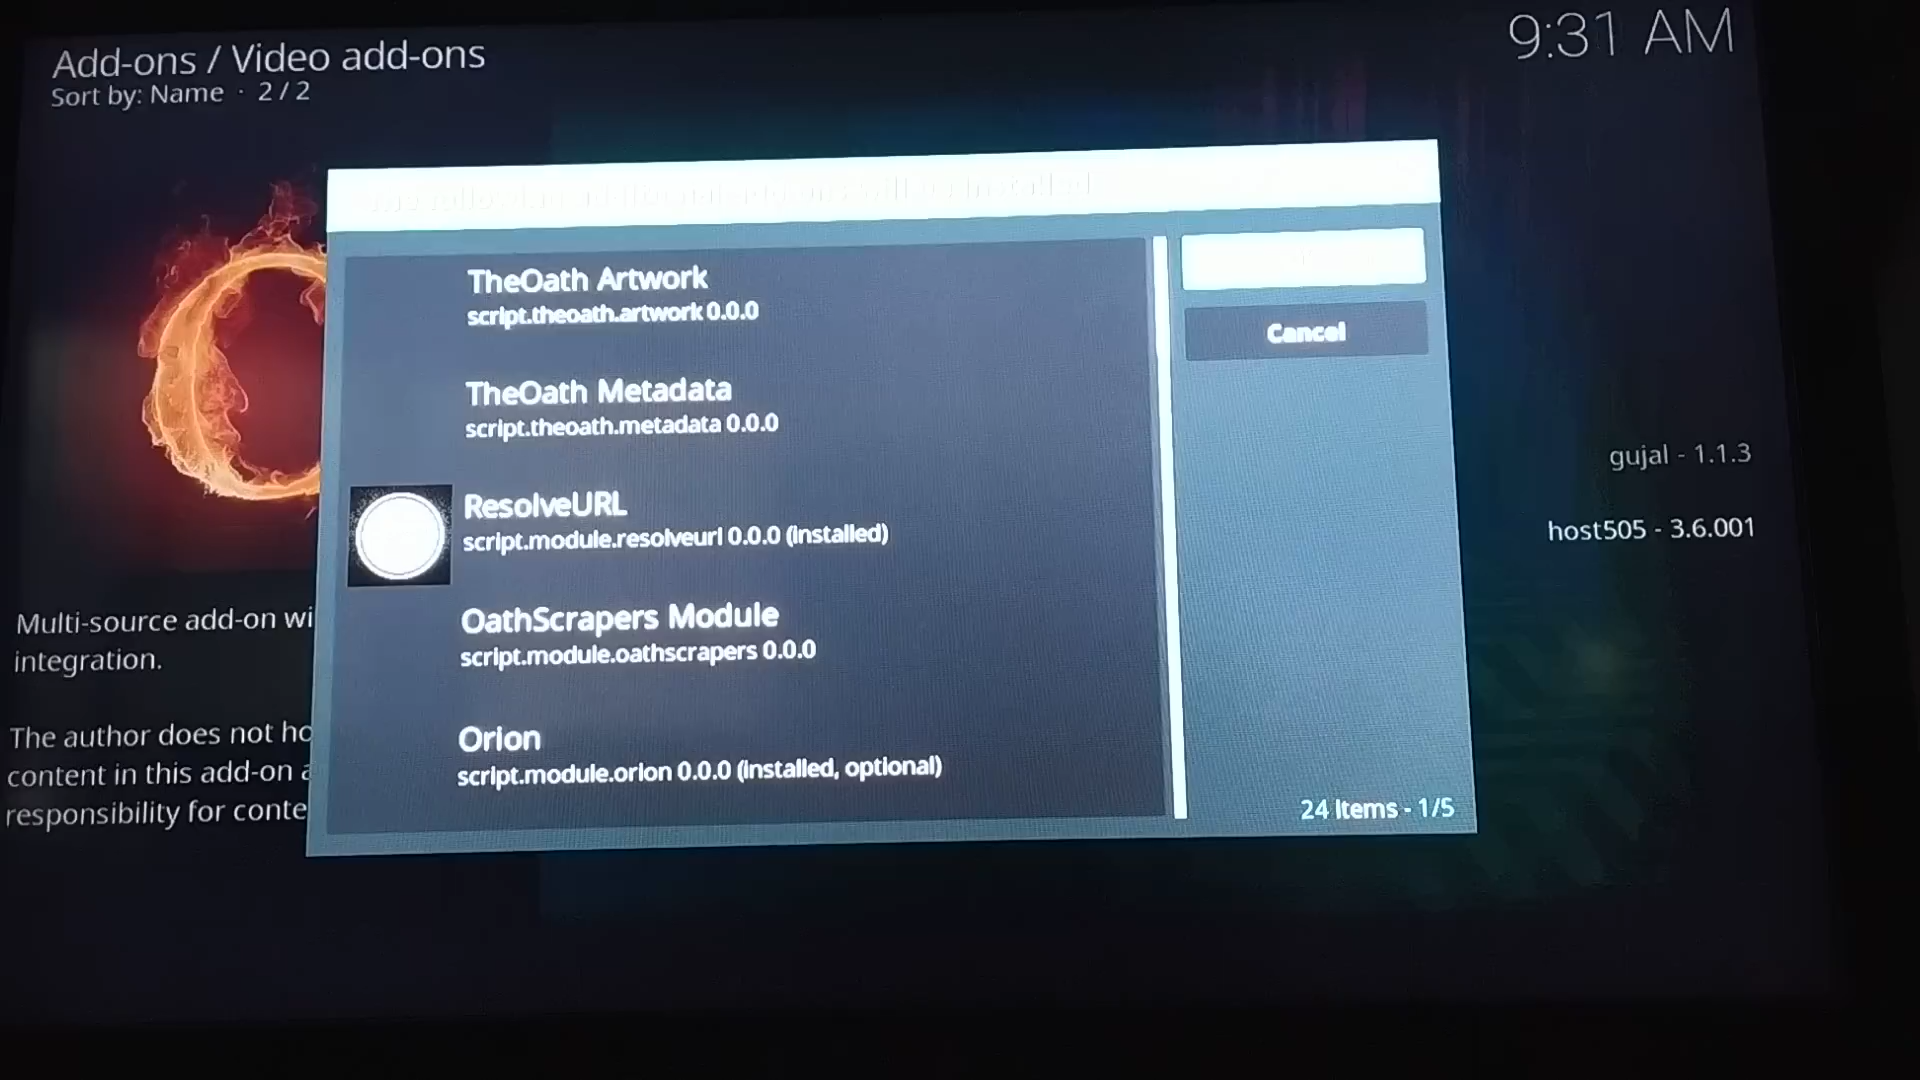 Add-ons / Video add-ons
Sort by: Name · 2 / 2
9:31 AM
TheOath Artwork
script.theoath.artwork 0.0.0
TheOath Metadata
script.theoath.metadata 0.0.0
ResolveURL
script.module.resolveurl 0.0.0 (installed)
OathScrapers Module
script.module.oathscrapers 0.0.0
Orion
script.module.orion 0.0.0 (installed, optional)
Cancel
24 items - 1/5
gujal - 1.1.3
host505 - 3.6.001
Multi-source add-on wi
integration.
The author does not ho
content in this add-on a
responsibility for conte